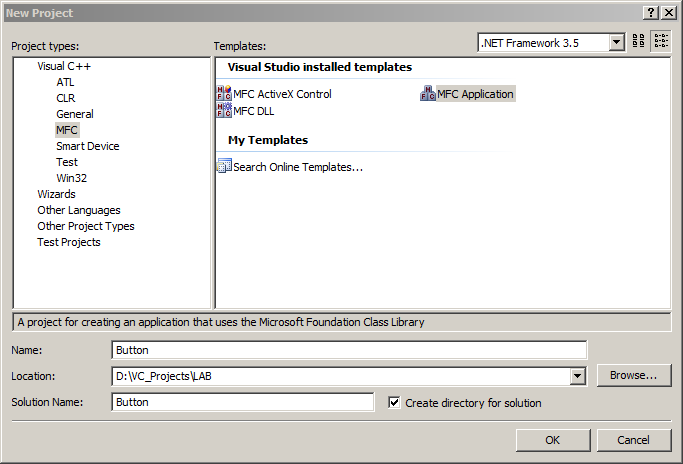 New Project
Project types:
Templates:
.NET Framework 3.5
Visual C++
ATL
CLR
General
MFC
Smart Device
Test
Win32
Wizards
Other Languages
Other Project Types
Test Projects
Visual Studio installed templates
MFC ActiveX Control
MFC Application
MFC DLL
My Templates
Search Online Templates...
A project for creating an application that uses the Microsoft Foundation Class Library
Name:
Button
Location:
D:\VC_Projects\LAB
Browse...
Solution Name:
Button
Create directory for solution
OK
Cancel